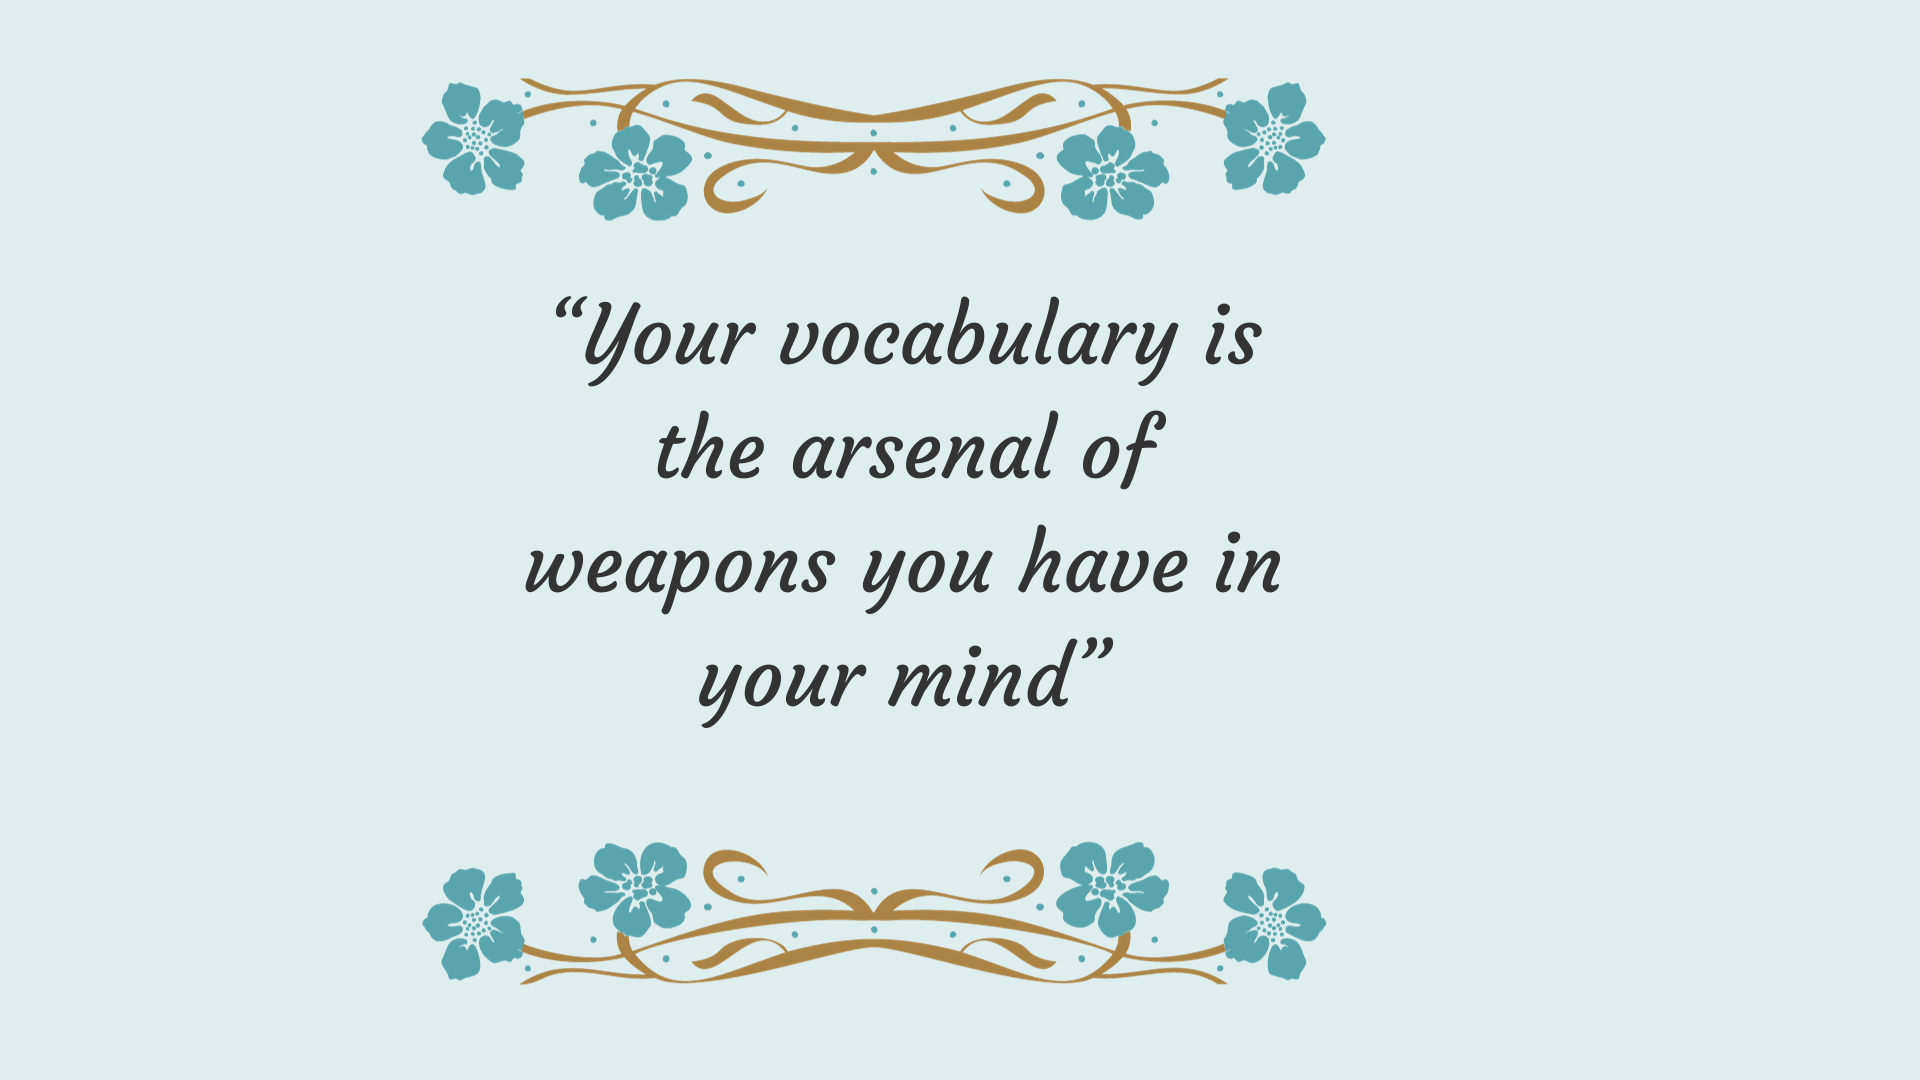 “Your vocabulary is
the arsenal of
weapons you have in
your mind”